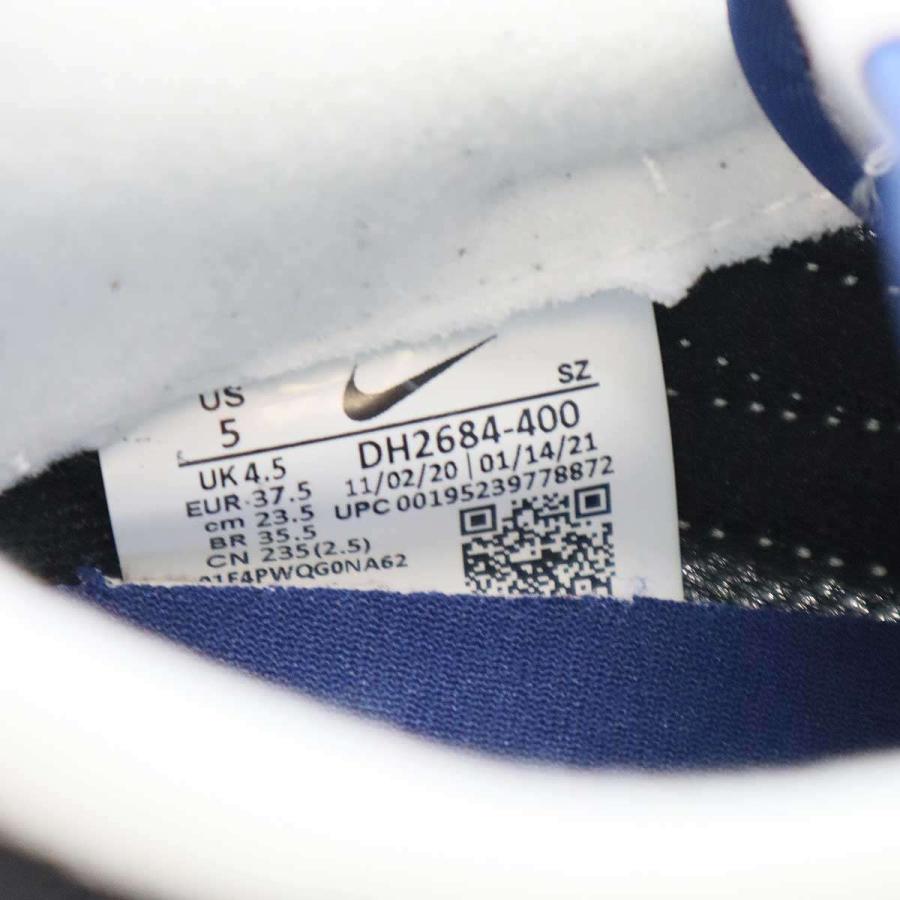 US
5
SZ
UK 4.5
EUR 37.5
cm 23.5
BR 35.5
CN 235(2.5)
DH2684-400
11/02/20 | 01/14/21
UPC 00195239778872
01F4PWQG0NA62